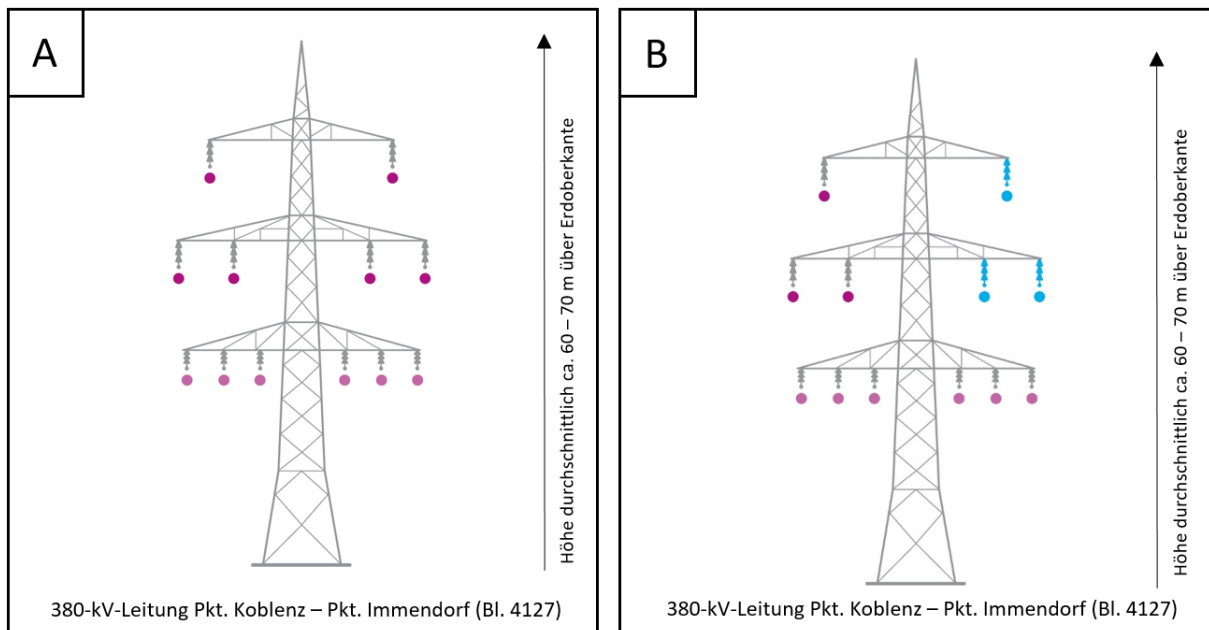 A
Höhe durchschnittlich ca. 60 – 70 m über Erdoberkante
380-kV-Leitung Pkt. Koblenz – Pkt. Immendorf (Bl. 4127)
B
Höhe durchschnittlich ca. 60 – 70 m über Erdoberkante
380-kV-Leitung Pkt. Koblenz – Pkt. Immendorf (Bl. 4127)